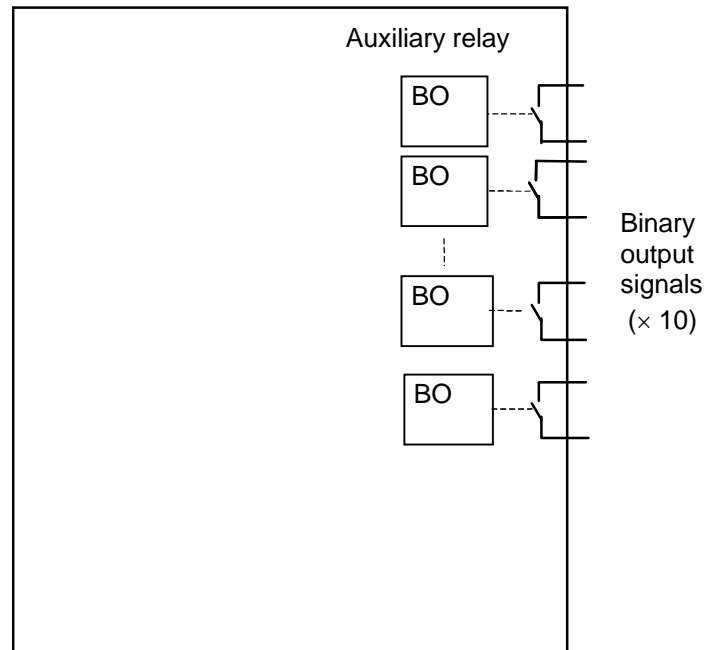 Auxiliary relay
BO
BO
BO
BO
Binary
output
signals
(× 10)